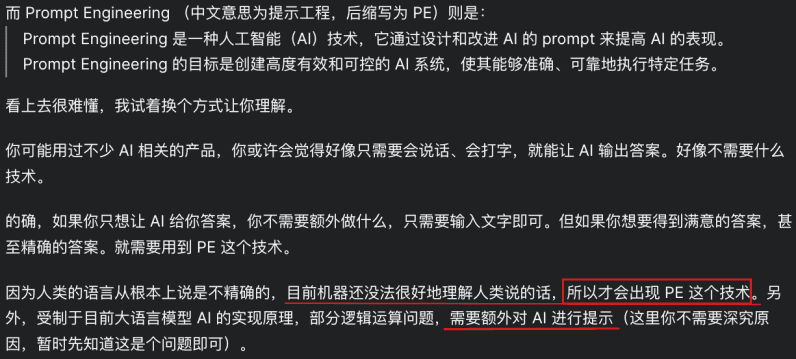 而 Prompt Engineering （中文意思为提示工程，后缩写为 PE）则是：
Prompt Engineering 是一种人工智能（AI）技术，它通过设计和改进 AI 的 prompt 来提高 AI 的表现。
Prompt Engineering 的目标是创建高度有效和可控的 AI 系统，使其能够准确、可靠地执行特定任务。
看上去很难懂，我试着换个方式让你理解。
你可能用过不少 AI 相关的产品，你或许会觉得好像只需要会说话、会打字，就能让 AI 输出答案。好像不需要什么
技术。
的确，如果你只想让 AI 给你答案，你不需要额外做什么，只需要输入文字即可。但如果你想要得到满意的答案，甚
至精确的答案。就需要用到 PE 这个技术。
因为人类的语言从根本上说是不精确的，目前机器还没法很好地理解人类说的话，所以才会出现 PE 这个技术。另
外，受制于目前大语言模型 AI 的实现原理，部分逻辑运算问题，需要额外对 AI 进行提示（这里你不需要深究原
因，暂时先知道这是个问题即可）。